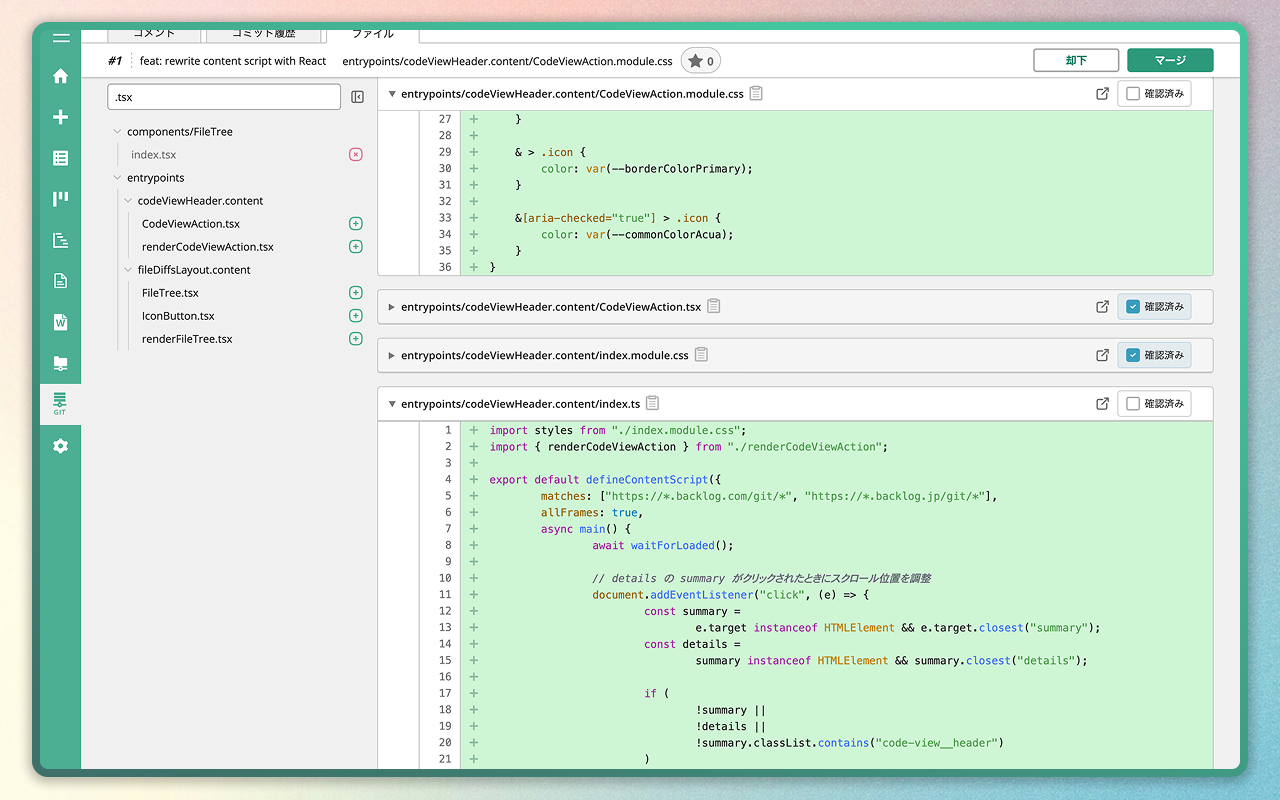 コメント コミット履歴 ファイル
#1 feat: rewrite content script with React entrypoints/codeViewHeader.content/CodeViewAction.module.css 0 却下 マージ
.tsx
components/FileTree
index.tsx
entrypoints
codeViewHeader.content
CodeViewAction.tsx
renderCodeViewAction.tsx
fileDiffsLayout.content
FileTree.tsx
IconButton.tsx
renderFileTree.tsx
W
GIT
entrypoints/codeViewHeader.content/CodeViewAction.module.css 確認済み
27 + }
28 +
29 + & > .icon {
30 + color: var(--borderColorPrimary);
31 + }
32 +
33 + &[aria-checked="true"] > .icon {
34 + color: var(--commonColorAcua);
35 + }
36 + }
entrypoints/codeViewHeader.content/CodeViewAction.tsx 確認済み
entrypoints/codeViewHeader.content/index.module.css 確認済み
entrypoints/codeViewHeader.content/index.ts 確認済み
1 + import styles from "./index.module.css";
2 + import { renderCodeViewAction } from "./renderCodeViewAction";
3 +
4 + export default defineContentScript({
5 + matches: ["https://*.backlog.com/git/*", "https://*.backlog.jp/git/*"],
6 + allFrames: true,
7 + async main() {
8 + await waitForLoaded();
9 +
10 + // details の summary がクリックされたときにスクロール位置を調整
11 + document.addEventListener("click", (e) => {
12 + const summary =
13 + e.target instanceof HTMLElement && e.target.closest("summary");
14 + const details =
15 + summary instanceof HTMLElement && summary.closest("details");
16 +
17 + if (
18 + !summary ||
19 + !details ||
20 + !summary.classList.contains("code-view__header")
21 + )